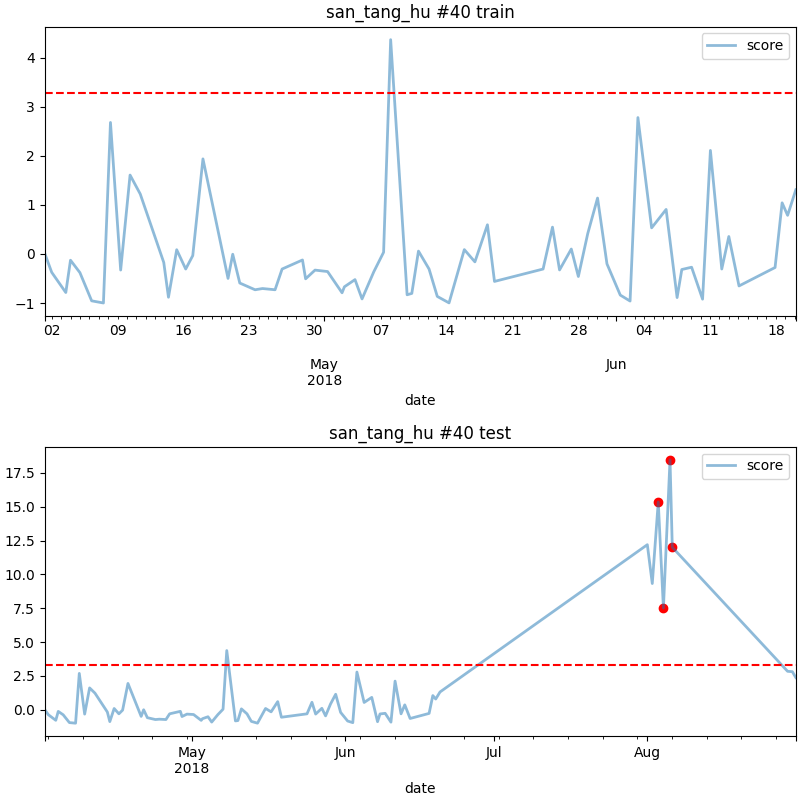 san_tang_hu #40 train
score
4
3
2
1
0
−1
02 09 16 23 30 07 14 21 28 04 11 18
May Jun
2018
date
san_tang_hu #40 test
score
17.5
15.0
12.5
10.0
7.5
5.0
2.5
0.0
May Jun Jul Aug
2018
date